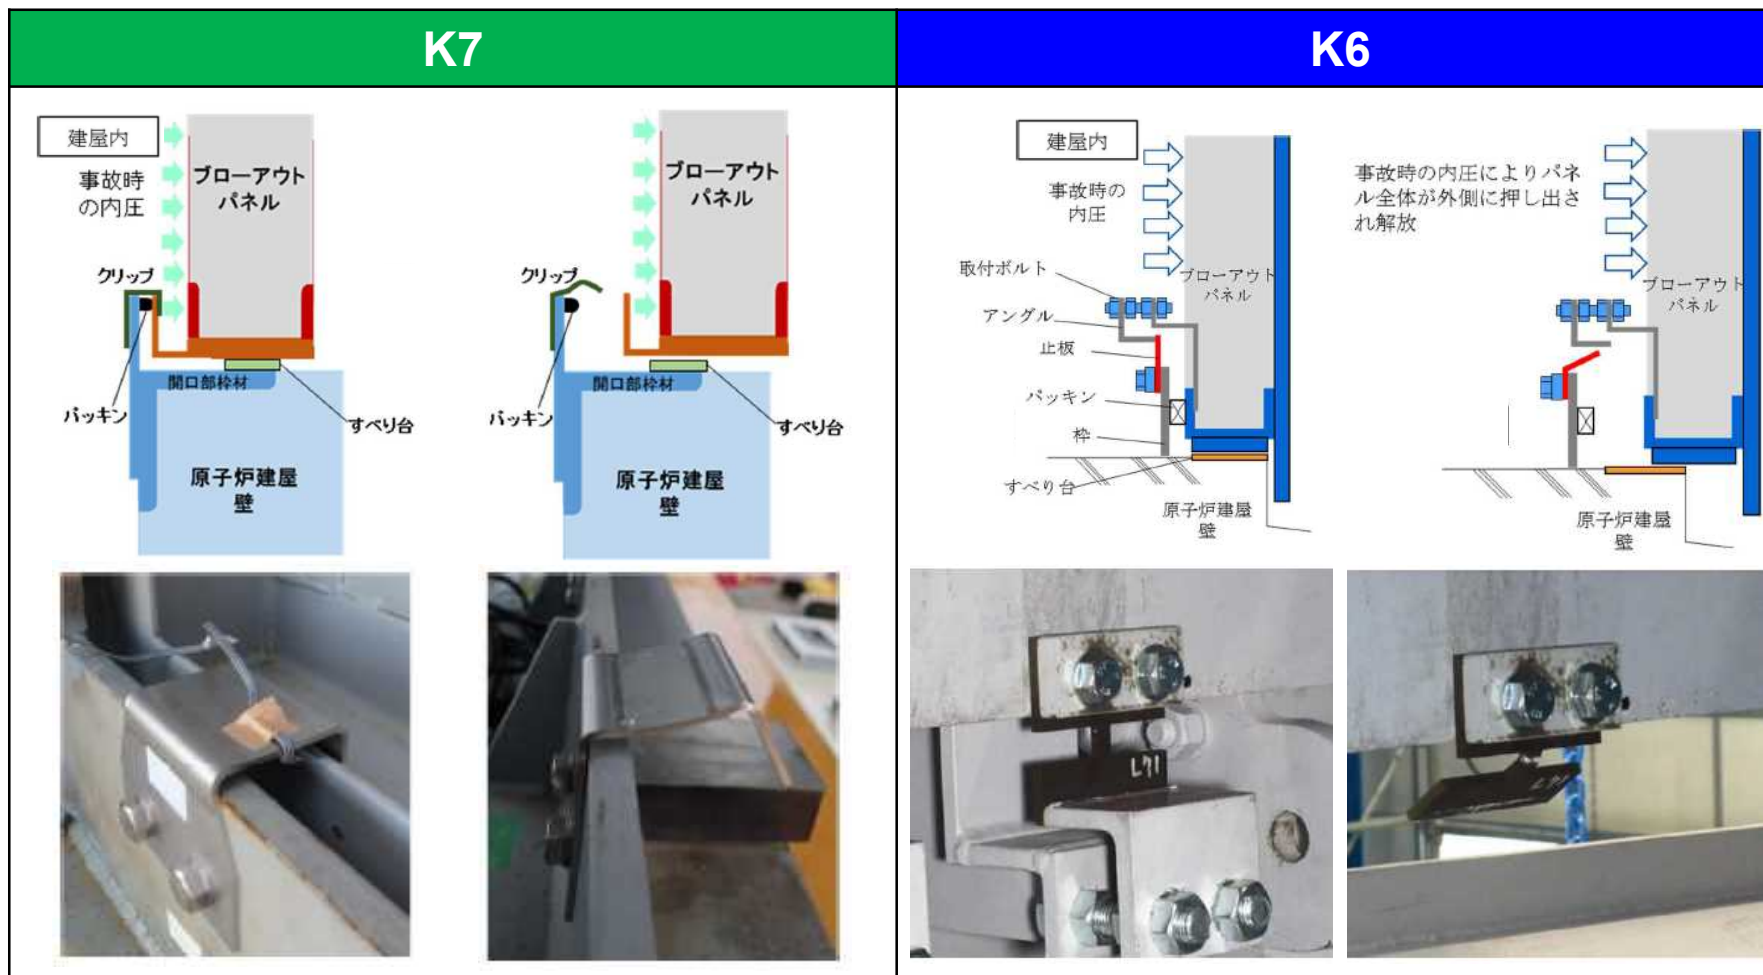 K7
K6
建屋内
事故時
の内圧
ブローアウト
パネル
クリップ
開口部枠材
パッキン
すべり台
原子炉建屋
壁
ブローアウト
パネル
クリップ
開口部枠材
パッキン
すべり台
原子炉建屋
壁
建屋内
事故時の
内圧
取付ボルト
アングル
止板
パッキン
枠
すべり台
ブローアウト
パネル
原子炉建屋
壁
事故時の内圧によりパネ
ル全体が外側に押し出さ
れ解放
ブローアウト
パネル
原子炉建屋
壁